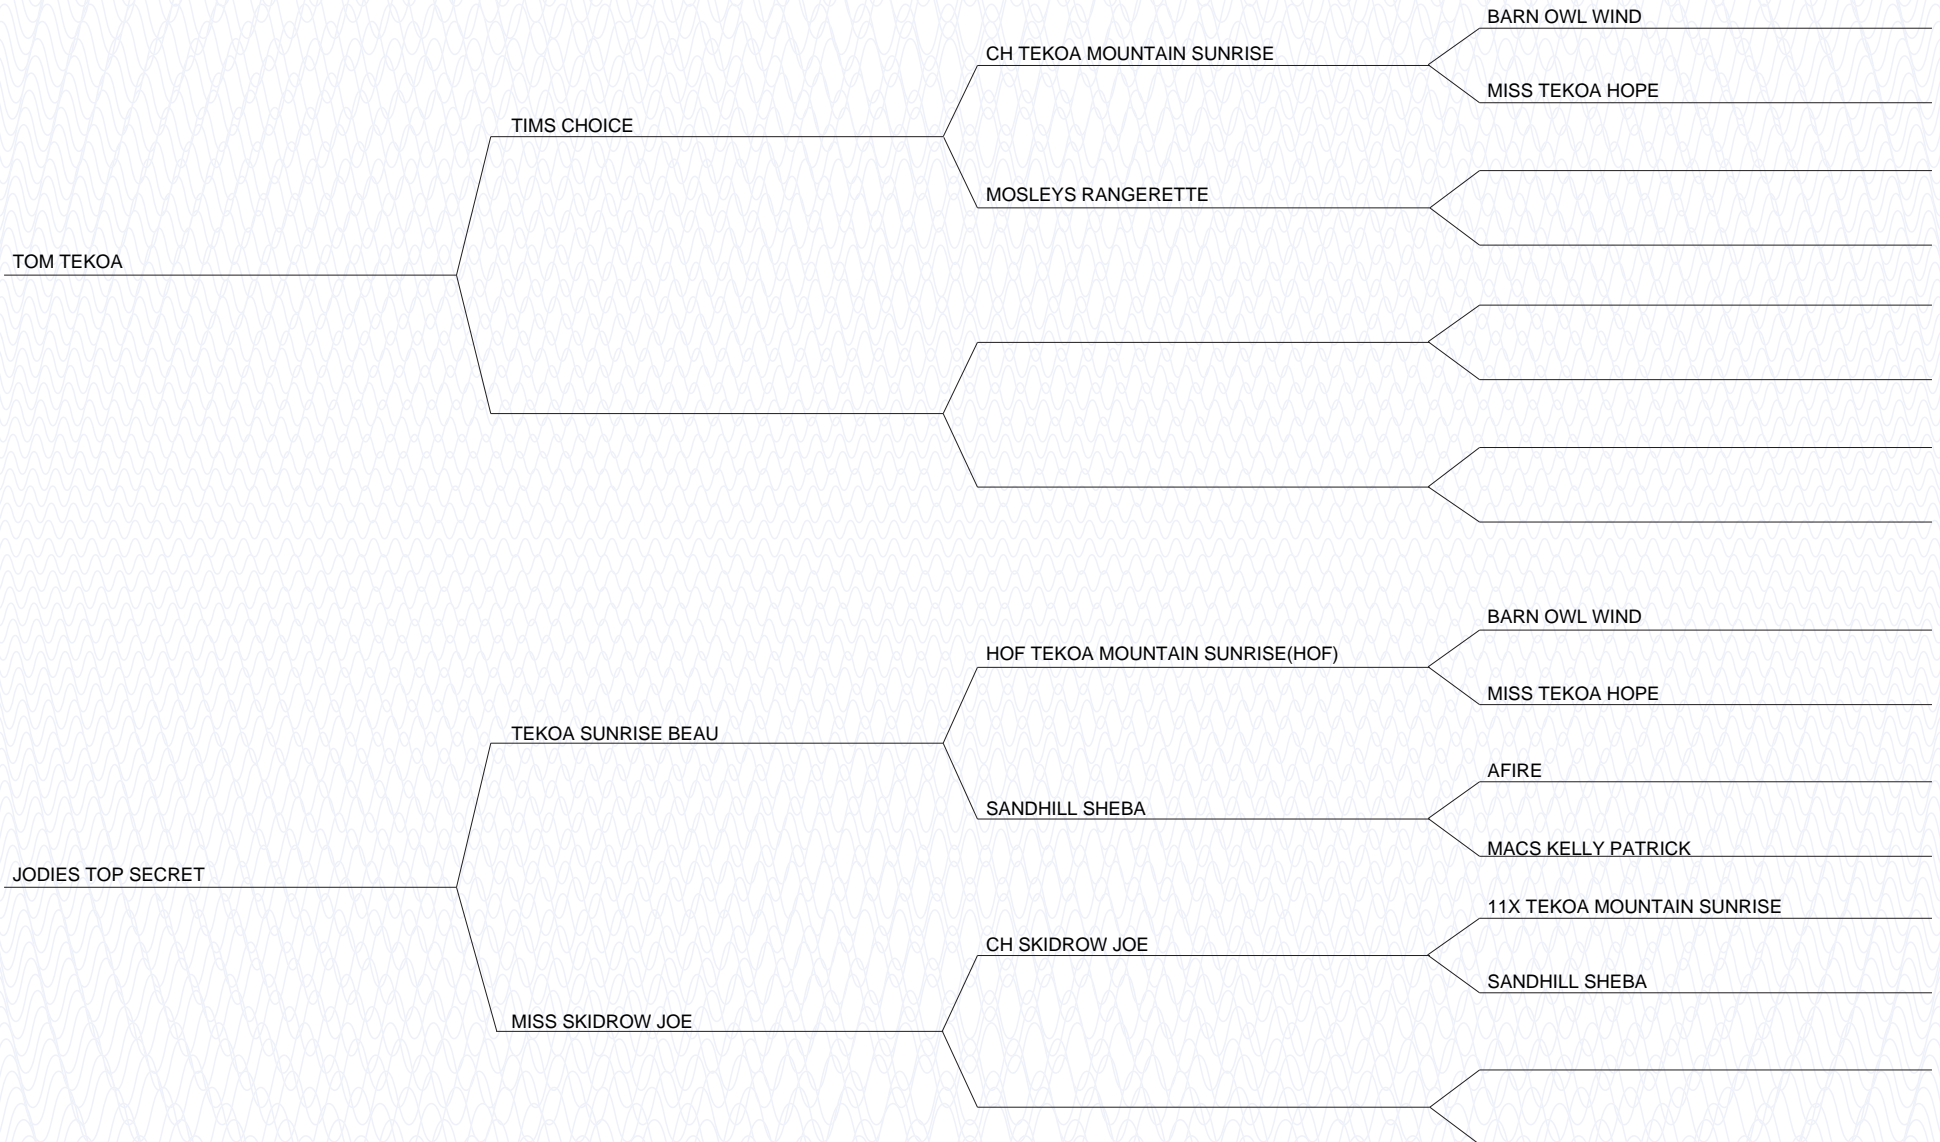 BARN OWL WIND
CH TEKOA MOUNTAIN SUNRISE
MISS TEKOA HOPE
TIMS CHOICE
MOSLEYS RANGERETTE
TOM TEKOA
BARN OWL WIND
HOF TEKOA MOUNTAIN SUNRISE(HOF)
MISS TEKOA HOPE
TEKOA SUNRISE BEAU
AFIRE
SANDHILL SHEBA
MACS KELLY PATRICK
JODIES TOP SECRET
11X TEKOA MOUNTAIN SUNRISE
CH SKIDROW JOE
SANDHILL SHEBA
MISS SKIDROW JOE